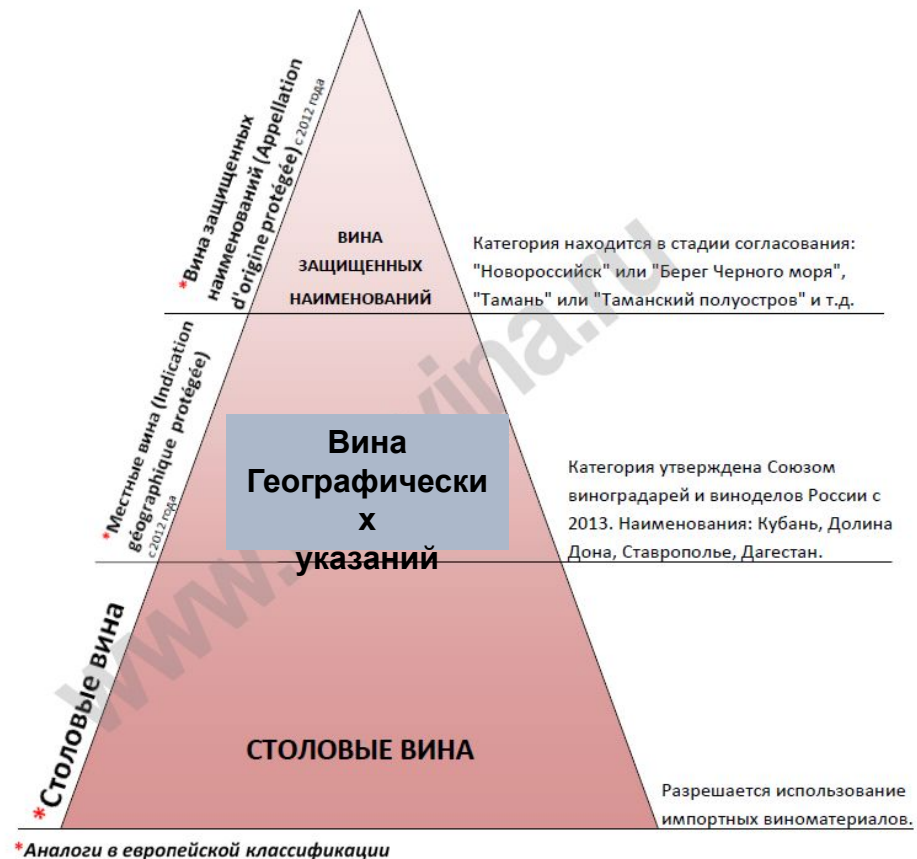 *Вина защищенных
наименований (Appellation
d'origine protégée) с 2012 года
ВИНА
ЗАЩИЩЕННЫХ
НАИМЕНОВАНИЙ
Категория находится в стадии согласования:
"Новороссийск" или "Берег Черного моря",
"Тамань" или "Таманский полуостров" и т.д.
*Местные вина (Indication
géographique protégée)
с 2012 года
Вина
Географически
х
указаний
Категория утверждена Союзом
виноградарей и виноделов России с
2013. Наименования: Кубань, Долина
Дона, Ставрополье, Дагестан.
*Столовые вина
СТОЛОВЫЕ ВИНА
Разрешается использование
импортных виноматериалов.
*Аналоги в европейской классификации